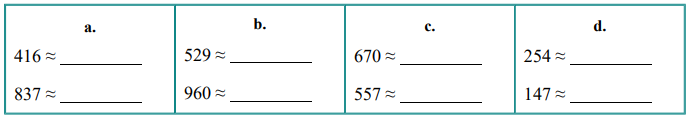 a.
416 ≈ __________
837 ≈ __________
b.
529 ≈ __________
960 ≈ __________
c.
670 ≈ __________
557 ≈ __________
d.
254 ≈ __________
147 ≈ __________